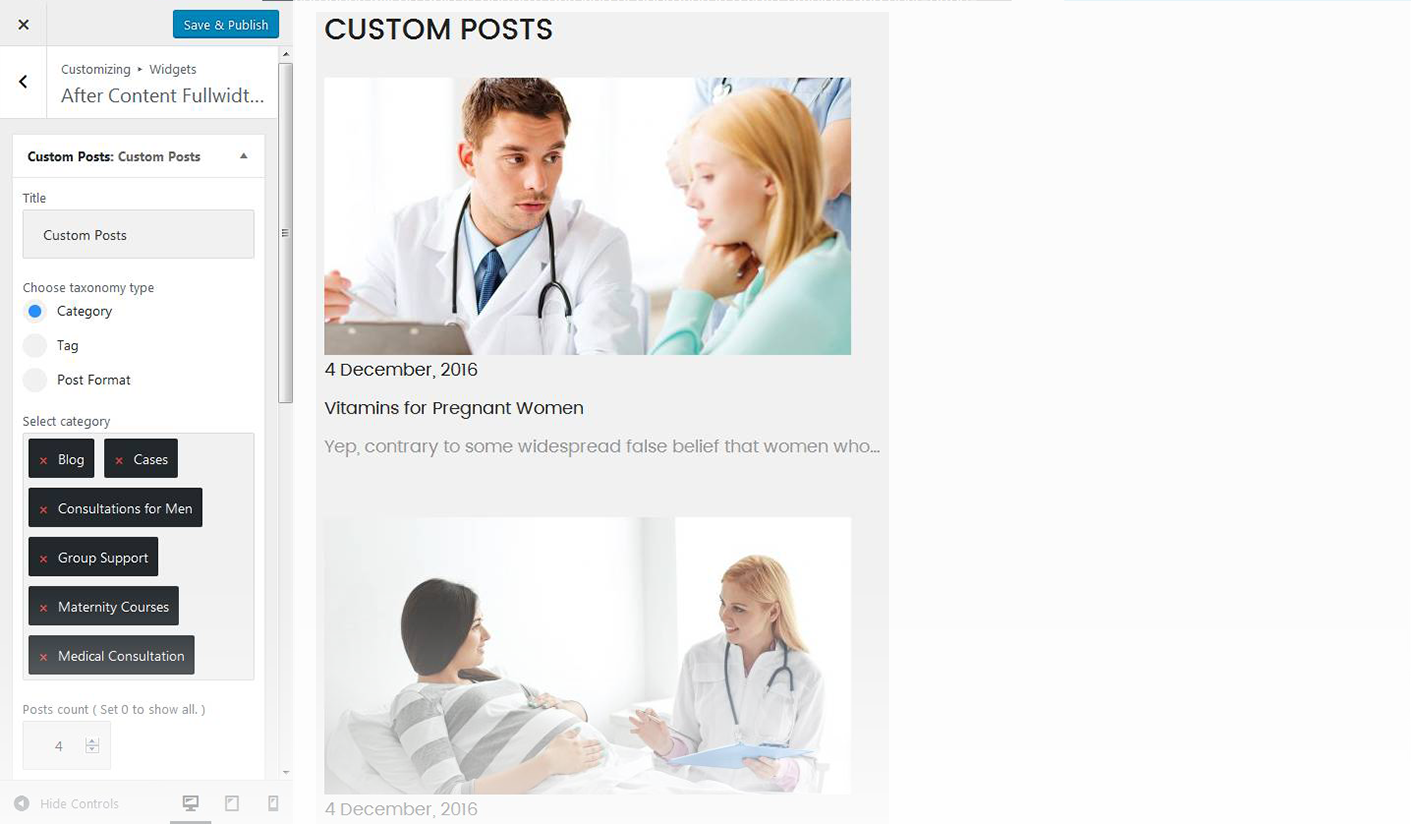 Save & Publish
Customizing ▸ Widgets
After Content Fullwidt...
Custom Posts: Custom Posts
Title
Custom Posts
Choose taxonomy type
Category
Tag
Post Format
Select category
× Blog × Cases
× Consultations for Men
× Group Support
× Maternity Courses
× Medical Consultation
Posts count ( Set 0 to show all. )
4
Hide Controls
CUSTOM POSTS
4 December, 2016
Vitamins for Pregnant Women
Yep, contrary to some widespread false belief that women who...
4 December, 2016